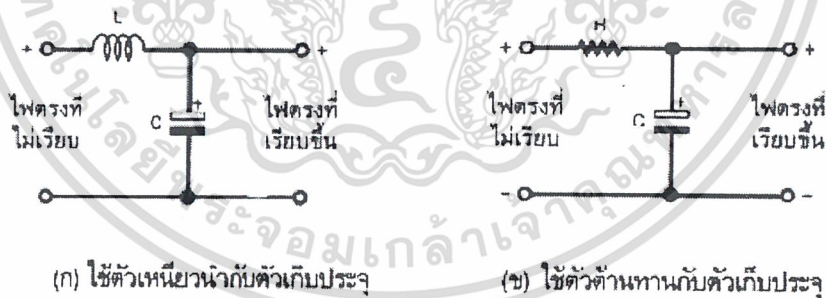 L
+ +
ไฟตรงที่
ไม่เรียบ
C
+
ไฟตรงที่
เรียบขึ้น
(ก) ใช้ตัวเหนี่ยวนำกับตัวเก็บประจุ
R
+ +
ไฟตรงที่
ไม่เรียบ
C
+
ไฟตรงที่
เรียบขึ้น
- -
(ข) ใช้ตัวต้านทานกับตัวเก็บประจุ